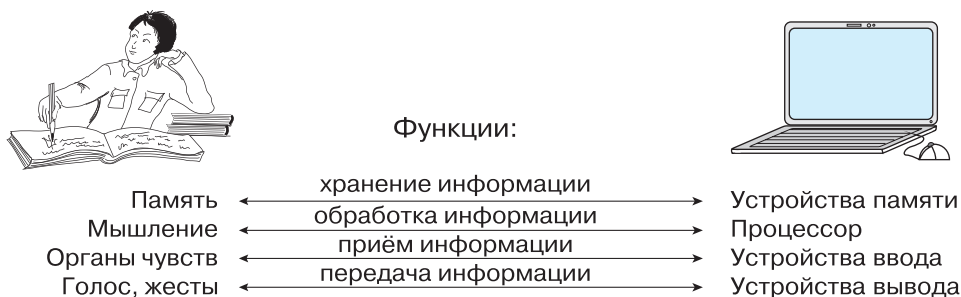 Функции:
Память хранение информации Устройства памяти
Мышление обработка информации Процессор
Органы чувств приём информации Устройства ввода
Голос, жесты передача информации Устройства вывода